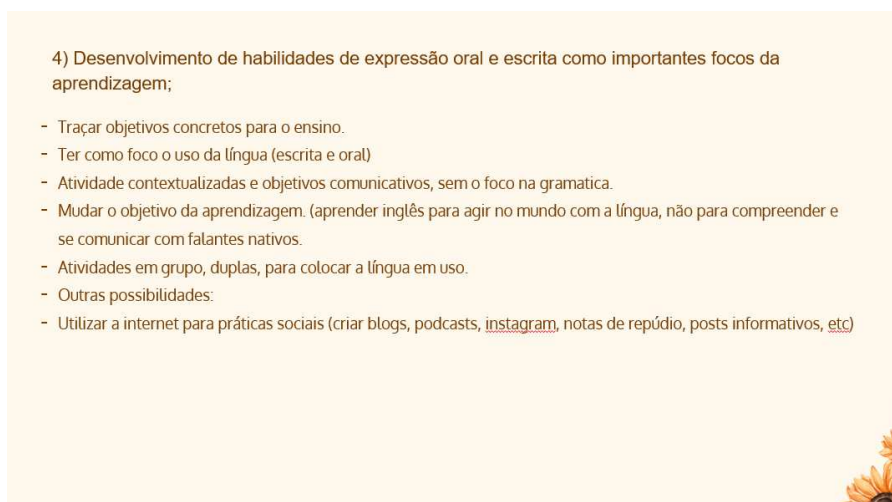 4) Desenvolvimento de habilidades de expressão oral e escrita como importantes focos da
aprendizagem;
- Traçar objetivos concretos para o ensino.
- Ter como foco o uso da língua (escrita e oral)
- Atividade contextualizadas e objetivos comunicativos, sem o foco na gramatica.
- Mudar o objetivo da aprendizagem. (aprender inglês para agir no mundo com a língua, não para compreender e
se comunicar com falantes nativos.
- Atividades em grupo, duplas, para colocar a língua em uso.
- Outras possibilidades:
- Utilizar a internet para práticas sociais (criar blogs, podcasts, instagram, notas de repúdio, posts informativos, etc)